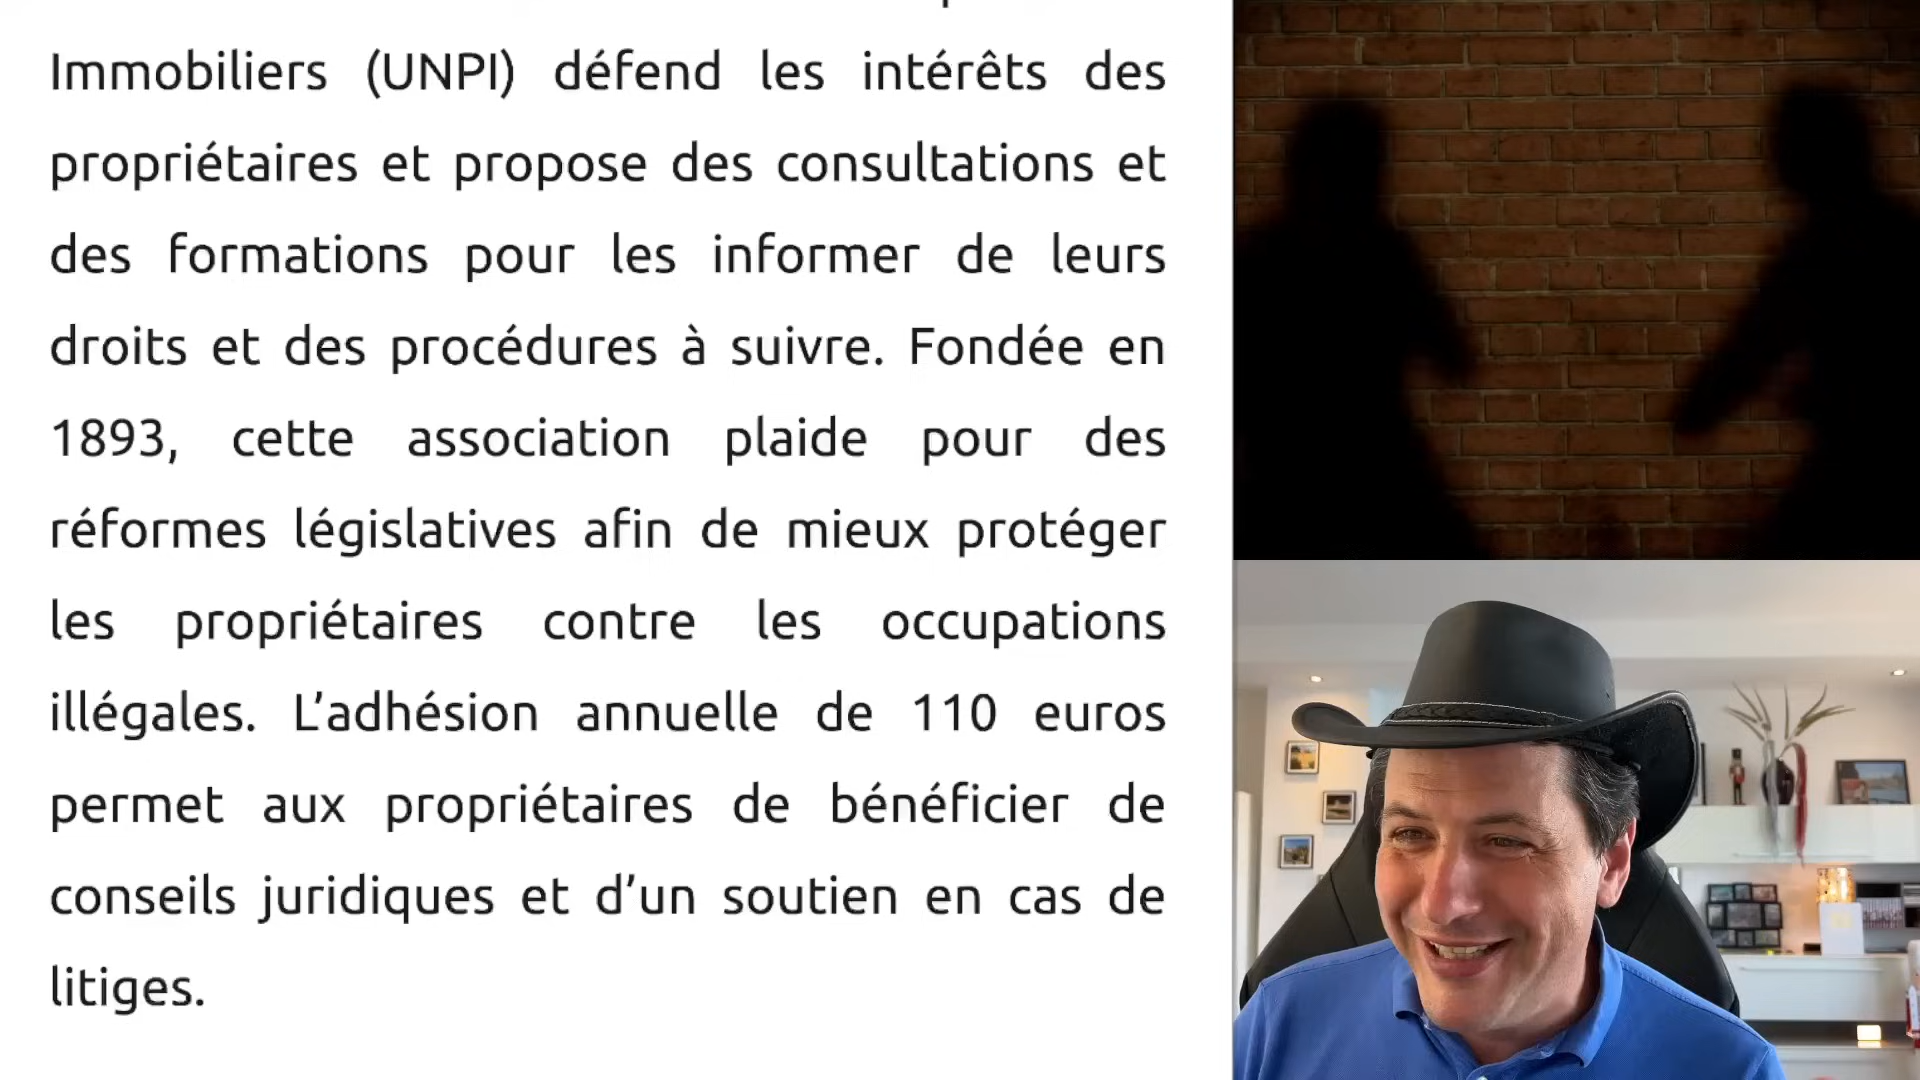 Immobiliers (UNPI) défend les intérêts des
propriétaires et propose des consultations et
des formations pour les informer de leurs
droits et des procédures à suivre. Fondée en
1893, cette association plaide pour des
réformes législatives afin de mieux protéger
les propriétaires contre les occupations
illégales. L’adhésion annuelle de 110 euros
permet aux propriétaires de bénéficier de
conseils juridiques et d’un soutien en cas de
litiges.